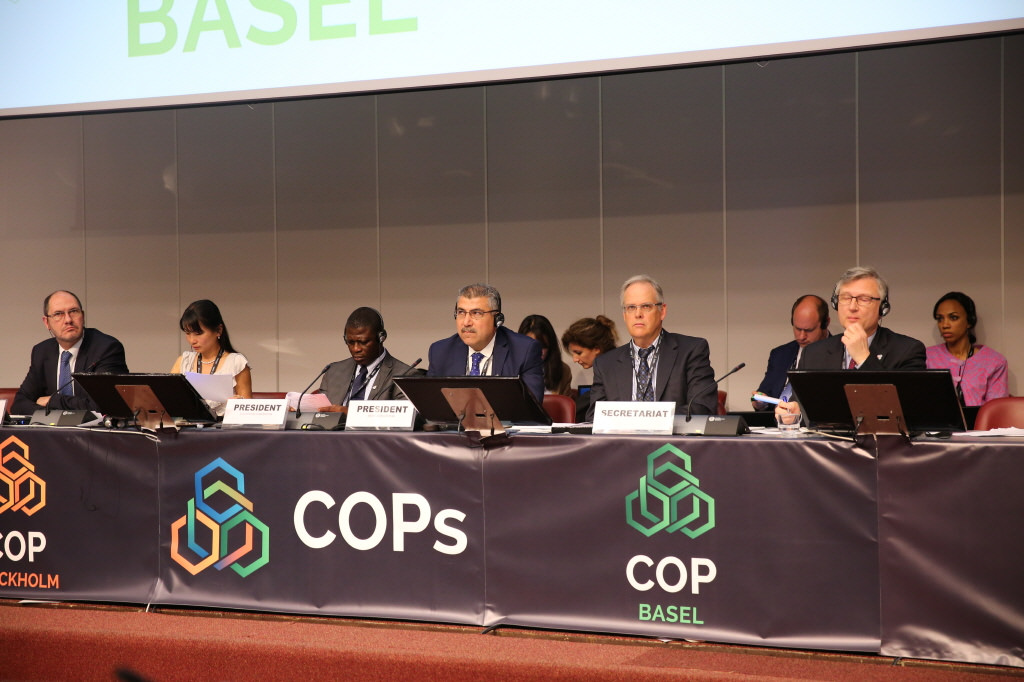 BASEL
PRESIDENT
PRESIDENT
SECRETARIAT
COP
CKHOLM
COPs
COP
BASEL